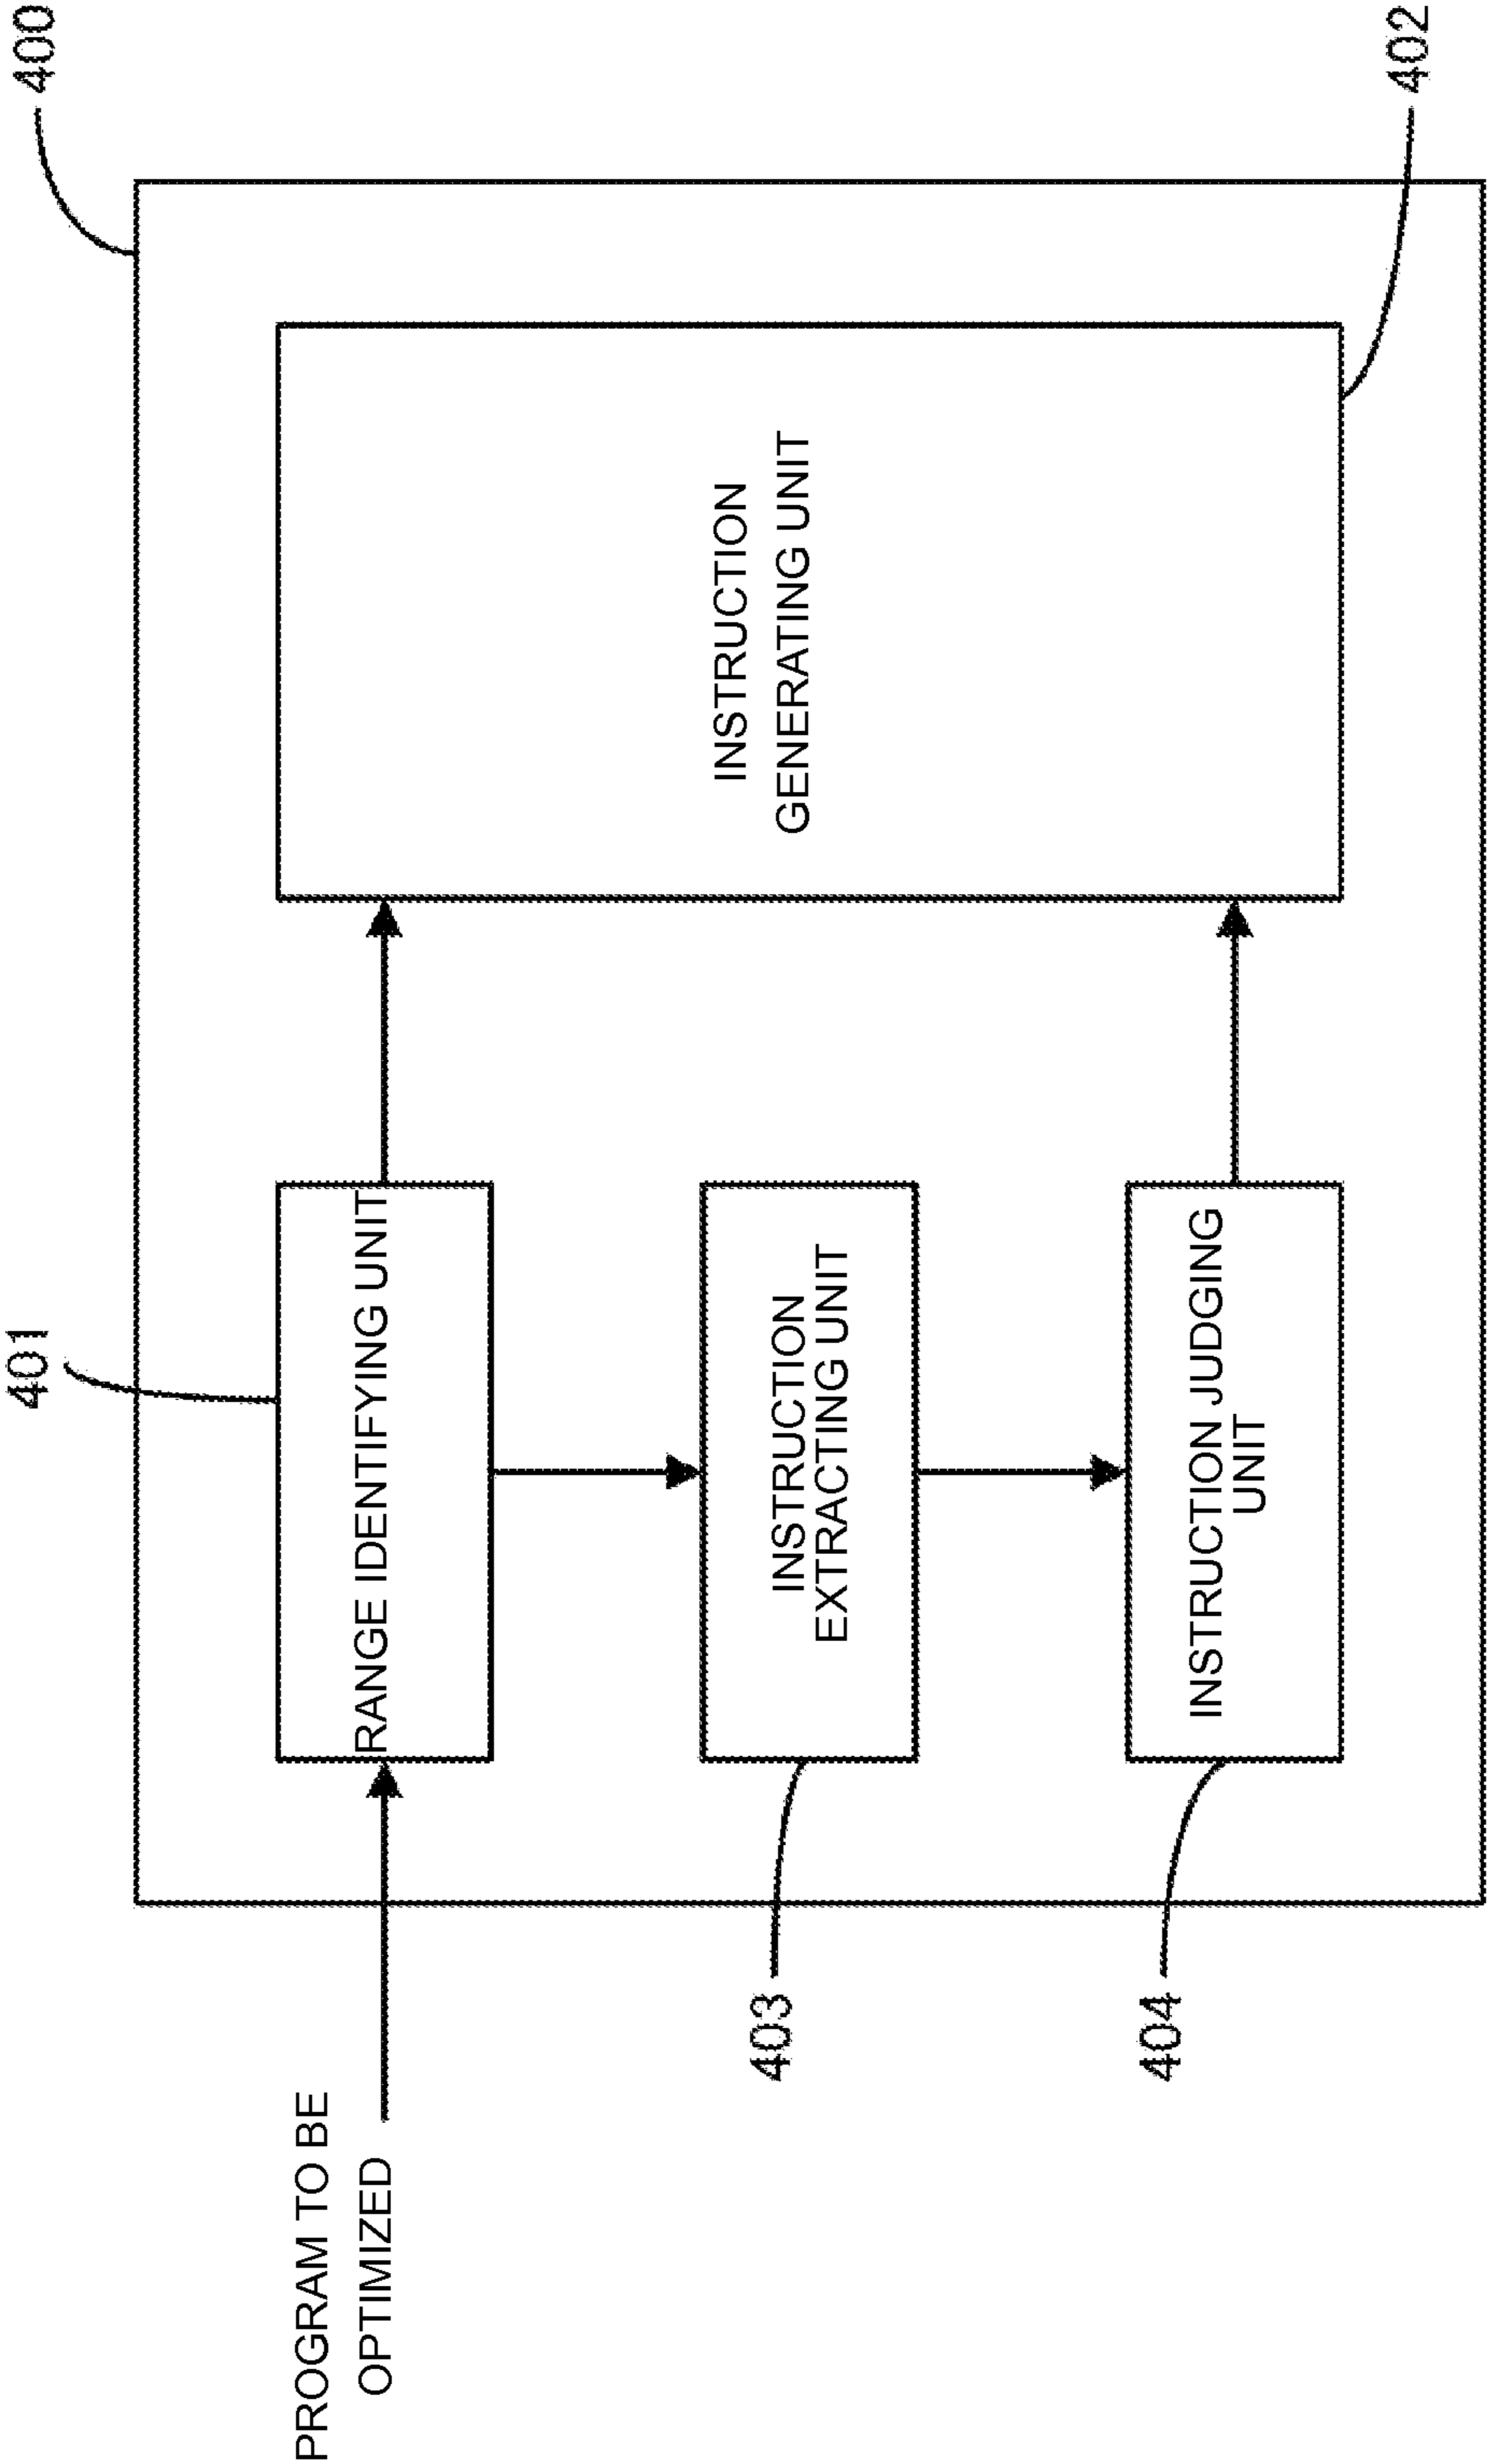 400
401
PROGRAM TO BE
OPTIMIZED
RANGE IDENTIFYING UNIT
INSTRUCTION
GENERATING UNIT
INSTRUCTION
EXTRACTING UNIT
403
INSTRUCTION JUDGING
UNIT
404
402